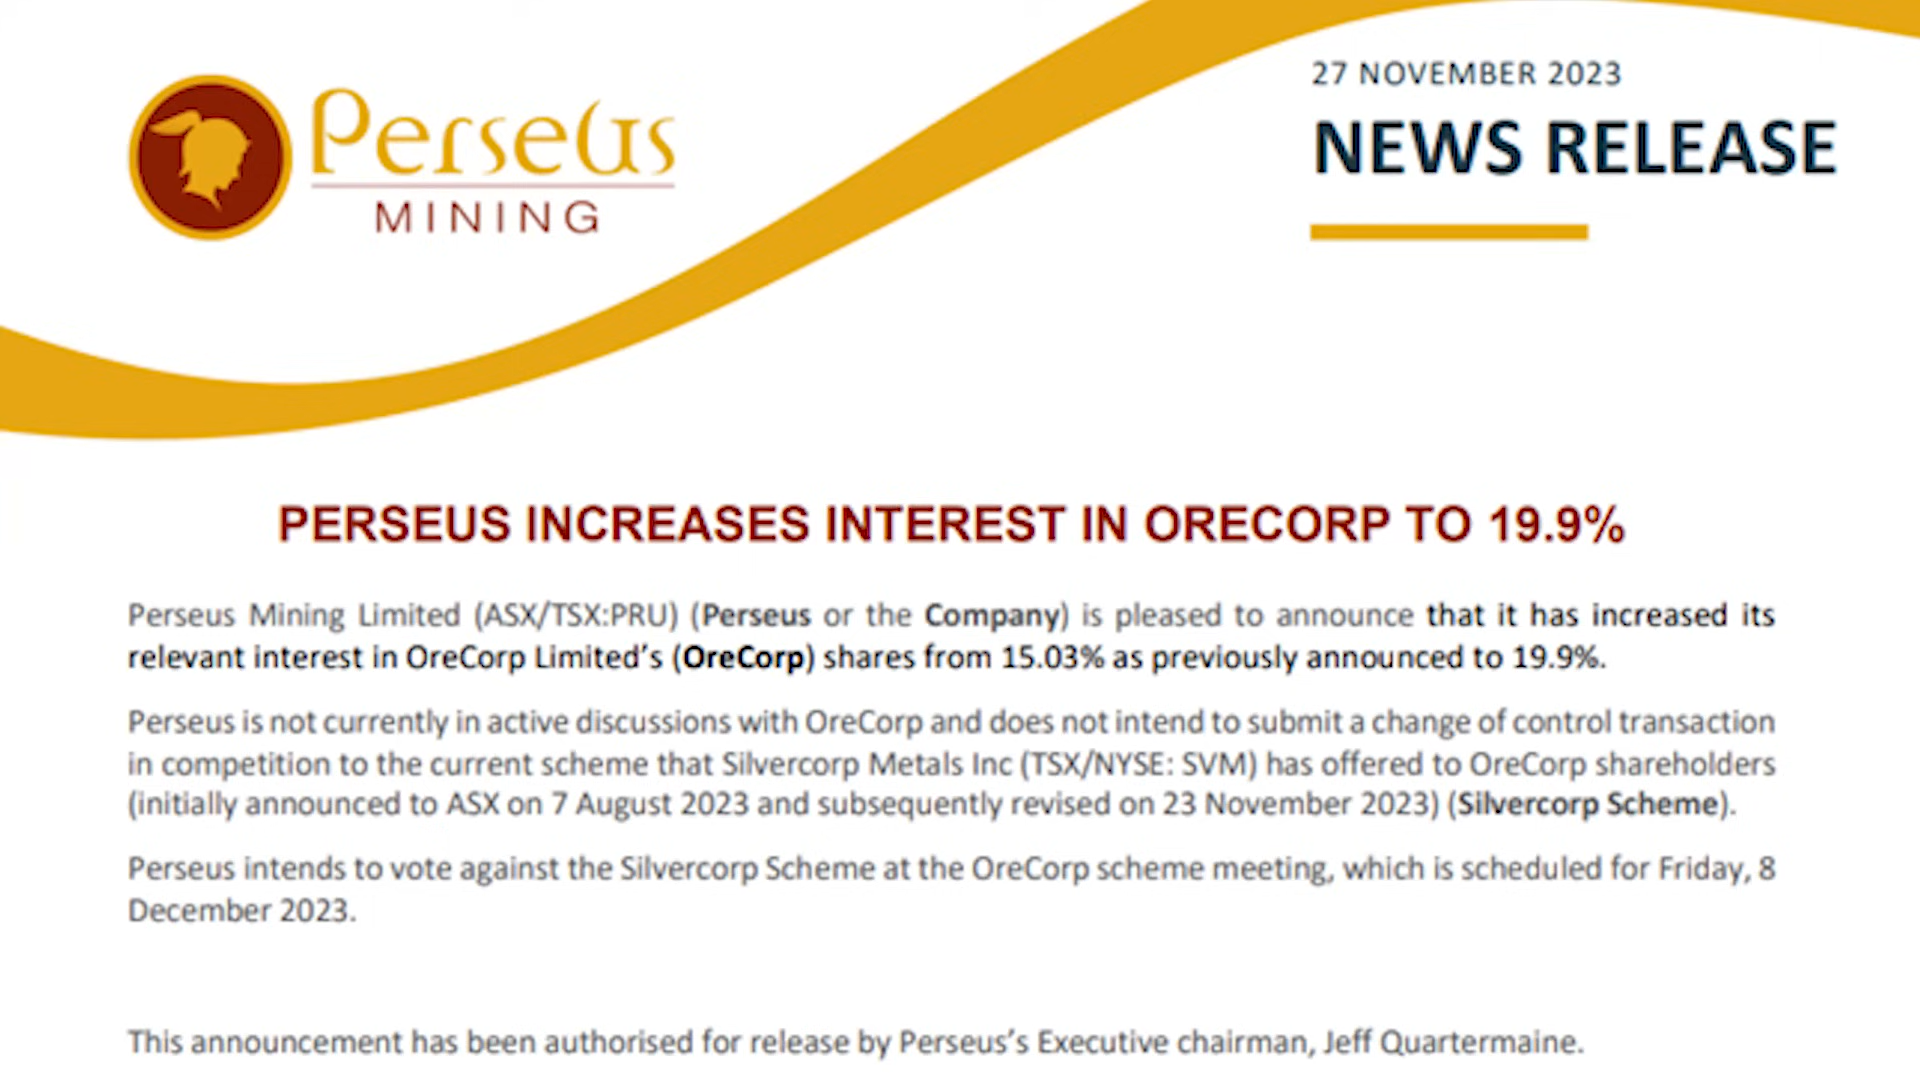 Perseus
MINING
27 NOVEMBER 2023
NEWS RELEASE
PERSEUS INCREASES INTEREST IN ORECORP TO 19.9%
Perseus Mining Limited (ASX/TSX:PRU) (Perseus or the Company) is pleased to announce that it has increased its
relevant interest in OreCorp Limited’s (OreCorp) shares from 15.03% as previously announced to 19.9%.
Perseus is not currently in active discussions with OreCorp and does not intend to submit a change of control transaction
in competition to the current scheme that Silvercorp Metals Inc (TSX/NYSE: SVM) has offered to OreCorp shareholders
(initially announced to ASX on 7 August 2023 and subsequently revised on 23 November 2023) (Silvercorp Scheme).
Perseus intends to vote against the Silvercorp Scheme at the OreCorp scheme meeting, which is scheduled for Friday, 8
December 2023.
This announcement has been authorised for release by Perseus’s Executive chairman, Jeff Quartermaine.